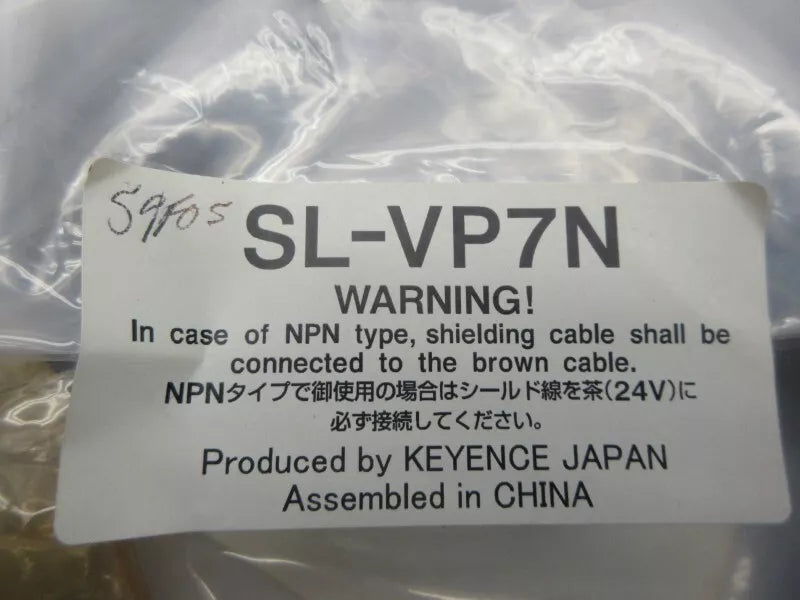 S9F05
SL-VP7N
WARNING!
In case of NPN type, shielding cable shall be
connected to the brown cable.
NPNタイプで御使用の場合はシールド線を茶(24V)に
必ず接続してください。
Produced by KEYENCE JAPAN
Assembled in CHINA